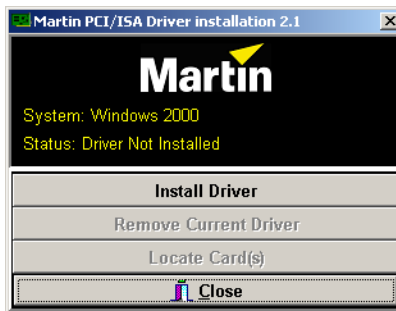 Martin PCI/ISA Driver installation 2.1
Martin
System: Windows 2000
Status: Driver Not Installed
Install Driver
Remove Current Driver
Locate Card(s)
Close